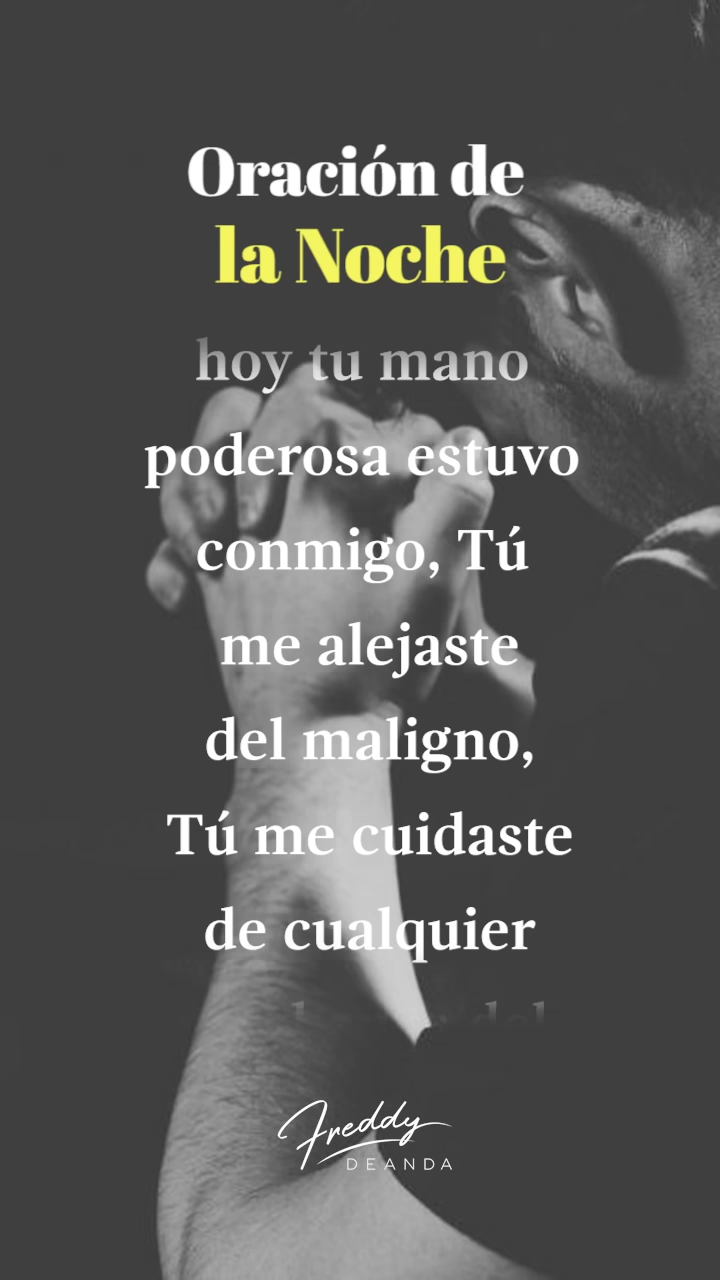 Oración de
la Noche
hoy tu mano
poderosa estuvo
conmigo, Tú
me alejaste
del maligno,
Tú me cuidaste
de cualquier
Freddy
DEANDA